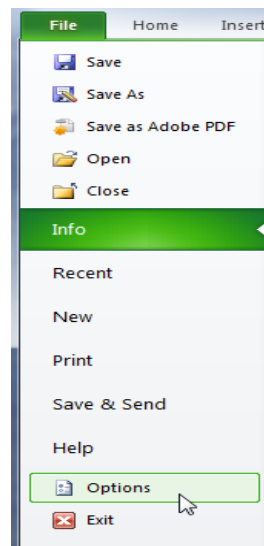 File Home Insert
Save
Save As
Save as Adobe PDF
Open
Close
Info
Recent
New
Print
Save & Send
Help
Options
Exit